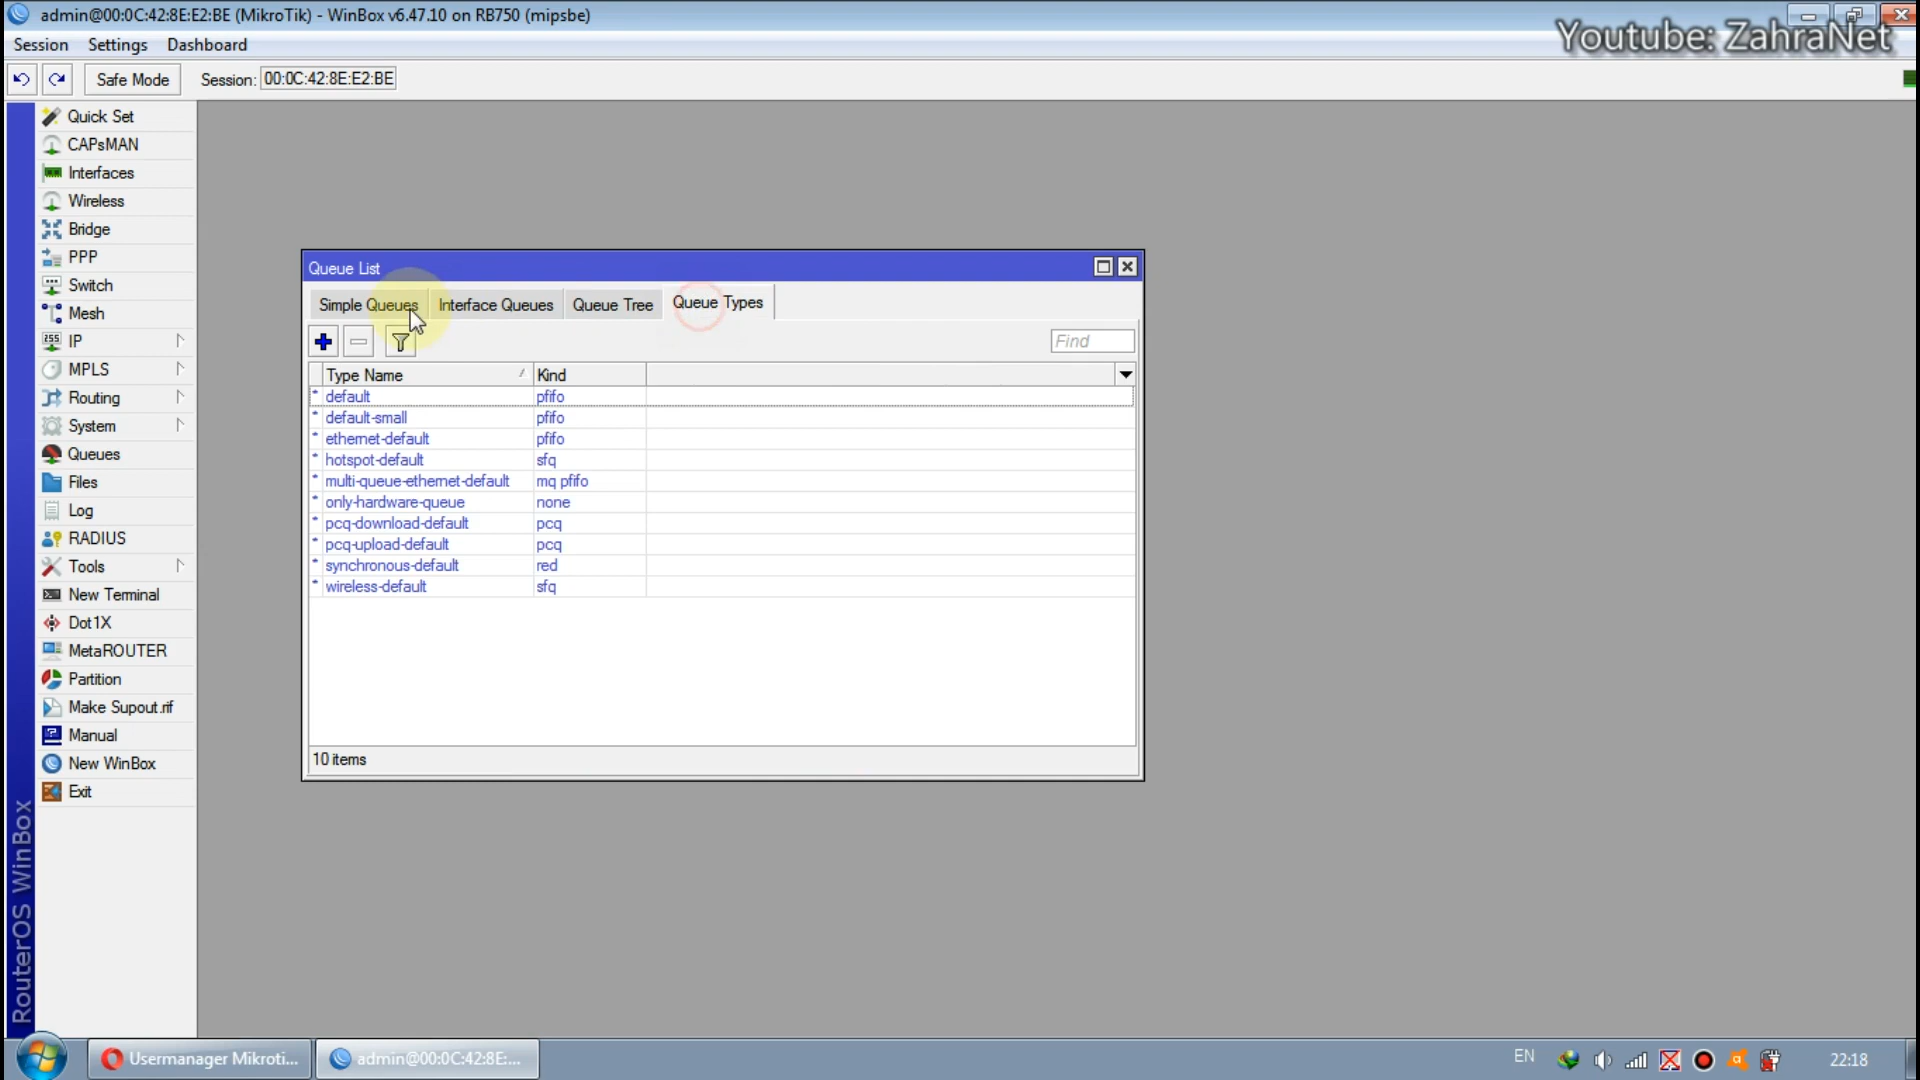 admin@00:0C:42:8E:E2:BE (MikroTik) - WinBox v6.47.10 on RB750 (mipsbe)
Youtube: ZahraNet
Session Settings Dashboard
Safe Mode Session: 00:0C:42:8E:E2:BE
Quick Set
CAPsMAN
Interfaces
Wireless
Bridge
PPP
Switch
Mesh
IP
MPLS
Routing
System
Queues
Files
Log
RADIUS
Tools
New Terminal
Dot1X
MetaROUTER
Partition
Make Supout.rif
Manual
New WinBox
Exit
RouterOS WinBox
Queue List
Simple Queues Interface Queues Queue Tree Queue Types
Find
Type Name Kind
* default pfifo
* default-small pfifo
* ethernet-default pfifo
* hotspot-default sfq
* multi-queue-ethernet-default mq pfifo
* only-hardware-queue none
* pcq-download-default pcq
* pcq-upload-default pcq
* synchronous-default red
* wireless-default sfq
10 items
Usermanager Mikroti... admin@00:0C:42:8E:... EN 22:18